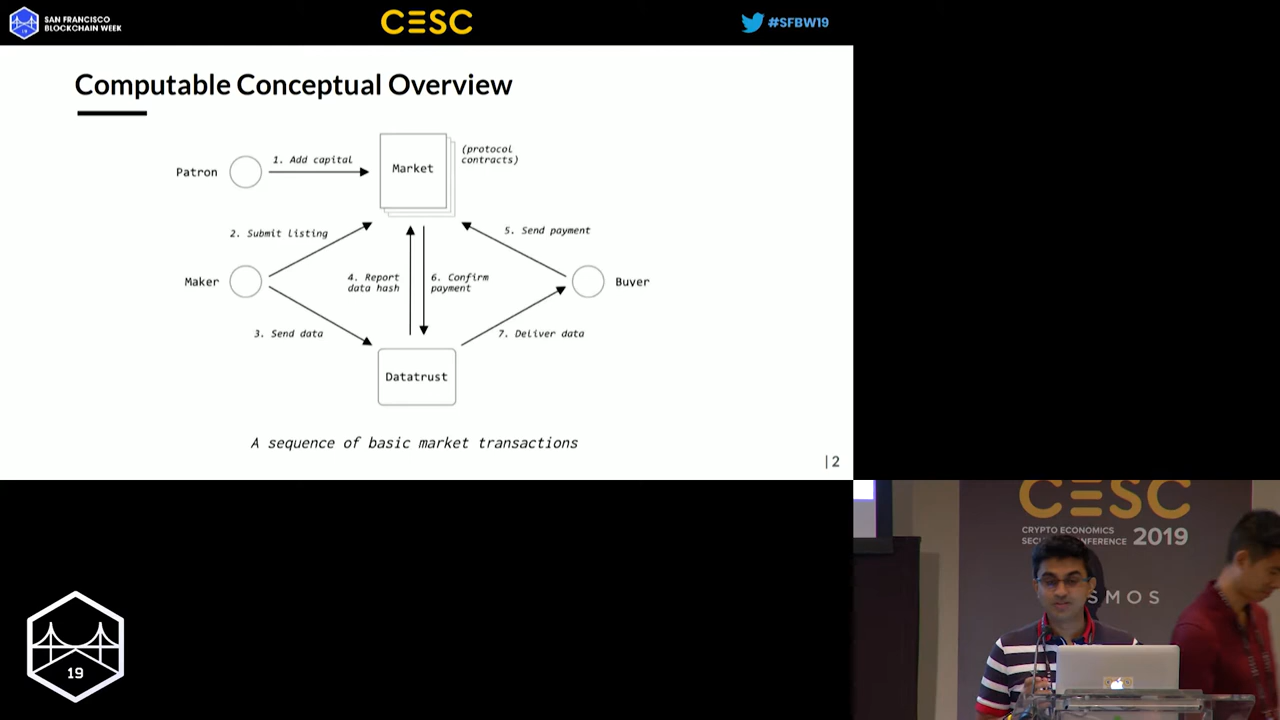 SAN FRANCISCO
BLOCKCHAIN WEEK
19
CESC
#SFBW19
Computable Conceptual Overview
Patron
1. Add capital
Market
(protocol
contracts)
2. Submit listing
5. Send payment
Maker
4. Report
data hash
6. Confirm
payment
Buyer
3. Send data
7. Deliver data
Datatrust
A sequence of basic market transactions
|2
CESC
CRYPTO ECONOMICS
2019
SMOS
19